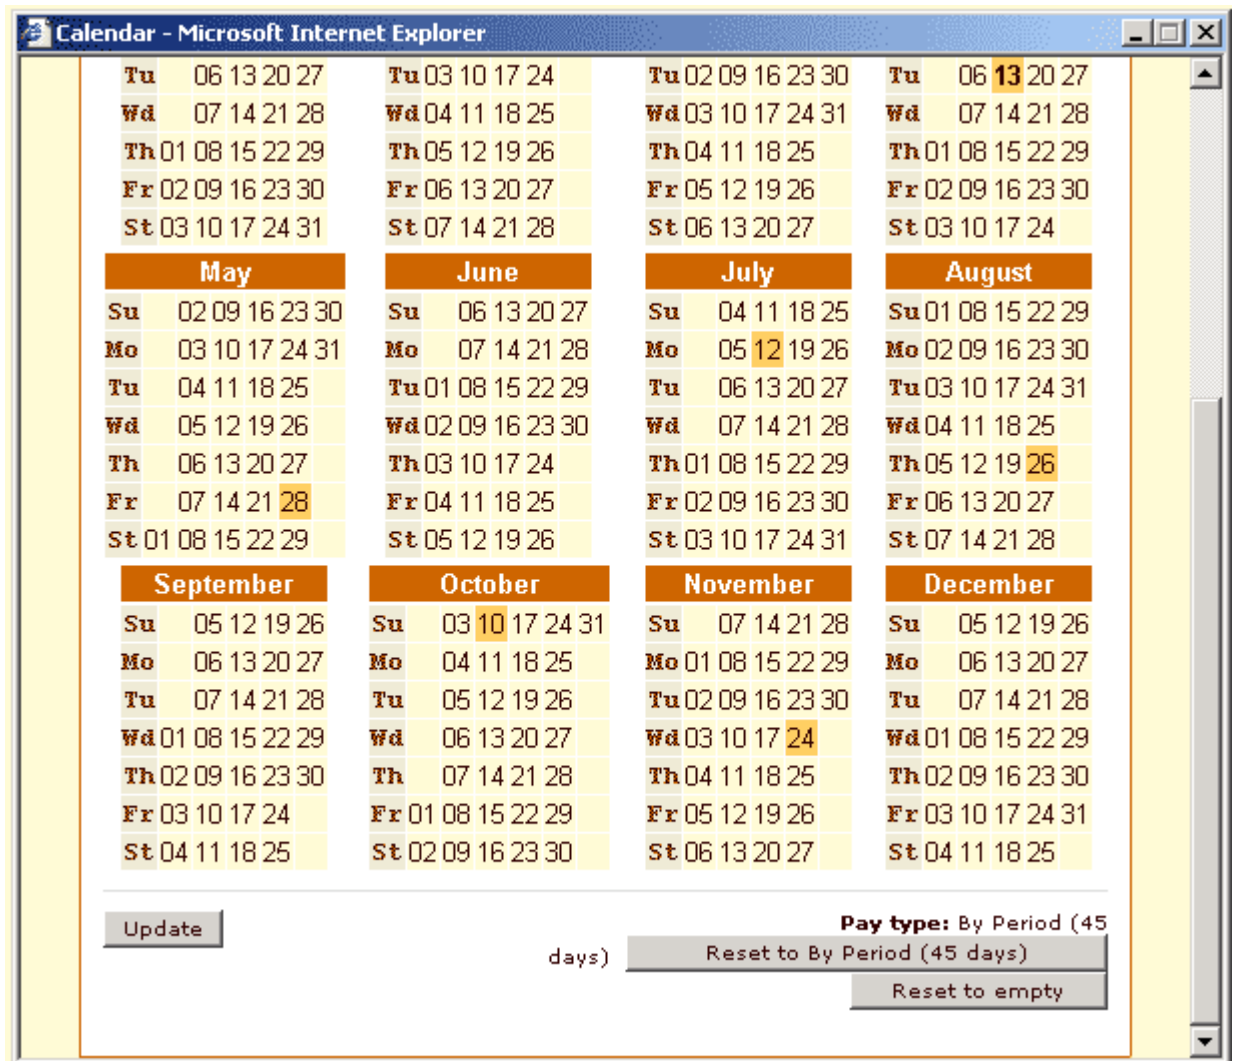 Calendar - Microsoft Internet Explorer
Tu 06 13 20 27 Tu 03 10 17 24 Tu 02 09 16 23 30 Tu 06 13 20 27
Wd 07 14 21 28 Wd 04 11 18 25 Wd 03 10 17 24 31 Wd 07 14 21 28
Th 01 08 15 22 29 Th 05 12 19 26 Th 04 11 18 25 Th 01 08 15 22 29
Fr 02 09 16 23 30 Fr 06 13 20 27 Fr 05 12 19 26 Fr 02 09 16 23 30
St 03 10 17 24 31 St 07 14 21 28 St 06 13 20 27 St 03 10 17 24
May June July August
Su 02 09 16 23 30 Su 06 13 20 27 Su 04 11 18 25 Su 01 08 15 22 29
Mo 03 10 17 24 31 Mo 07 14 21 28 Mo 05 12 19 26 Mo 02 09 16 23 30
Tu 04 11 18 25 Tu 01 08 15 22 29 Tu 06 13 20 27 Tu 03 10 17 24 31
Wd 05 12 19 26 Wd 02 09 16 23 30 Wd 07 14 21 28 Wd 04 11 18 25
Th 06 13 20 27 Th 03 10 17 24 Th 01 08 15 22 29 Th 05 12 19 26
Fr 07 14 21 28 Fr 04 11 18 25 Fr 02 09 16 23 30 Fr 06 13 20 27
St 01 08 15 22 29 St 05 12 19 26 St 03 10 17 24 31 St 07 14 21 28
September October November December
Su 05 12 19 26 Su 03 10 17 24 31 Su 07 14 21 28 Su 05 12 19 26
Mo 06 13 20 27 Mo 04 11 18 25 Mo 01 08 15 22 29 Mo 06 13 20 27
Tu 07 14 21 28 Tu 05 12 19 26 Tu 02 09 16 23 30 Tu 07 14 21 28
Wd 01 08 15 22 29 Wd 06 13 20 27 Wd 03 10 17 24 Wd 01 08 15 22 29
Th 02 09 16 23 30 Th 07 14 21 28 Th 04 11 18 25 Th 02 09 16 23 30
Fr 03 10 17 24 Fr 01 08 15 22 29 Fr 05 12 19 26 Fr 03 10 17 24 31
St 04 11 18 25 St 02 09 16 23 30 St 06 13 20 27 St 04 11 18 25
Update Pay type: By Period (45
days) Reset to By Period (45 days)
Reset to empty